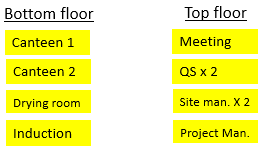 Bottom floor
Canteen 1
Canteen 2
Drying room
Induction
Top floor
Meeting
QS x 2
Site man. X 2
Project Man.